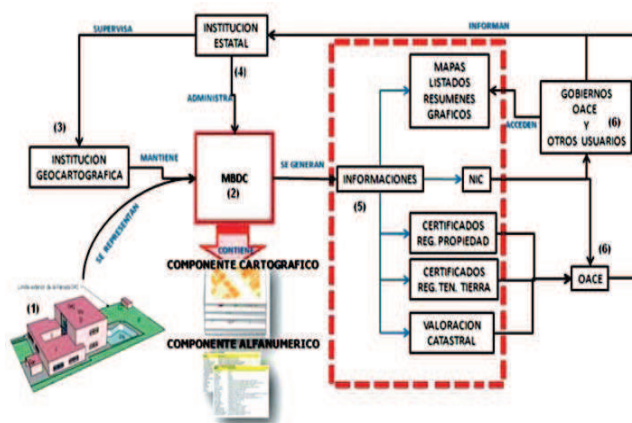 INFORMAN
SUPERVISA
INSTITUCION
ESTATAL
(4)
ADMINISTRA
MAPAS
LISTADOS
RESUMENES
GRAFICOS
GOBIERNOS
OACE
Y
OTROS USUARIOS
(6)
ACCEDEN
(3)
INSTITUCION
GEOCARTOGRAFICA
MANTIENE
MBDC
(2)
SE GENERAN
INFORMACIONES
(5)
NIC
SE REPRESENTAN
CONTIENE
COMPONENTE CARTOGRAFICO
CERTIFICADOS
REG. PROPIEDAD
(6)
CERTIFICADOS
REG. TEN. TIERRA
OACE
(1)
COMPONENTE ALFANUMERICO
VALORACION
CATASTRAL